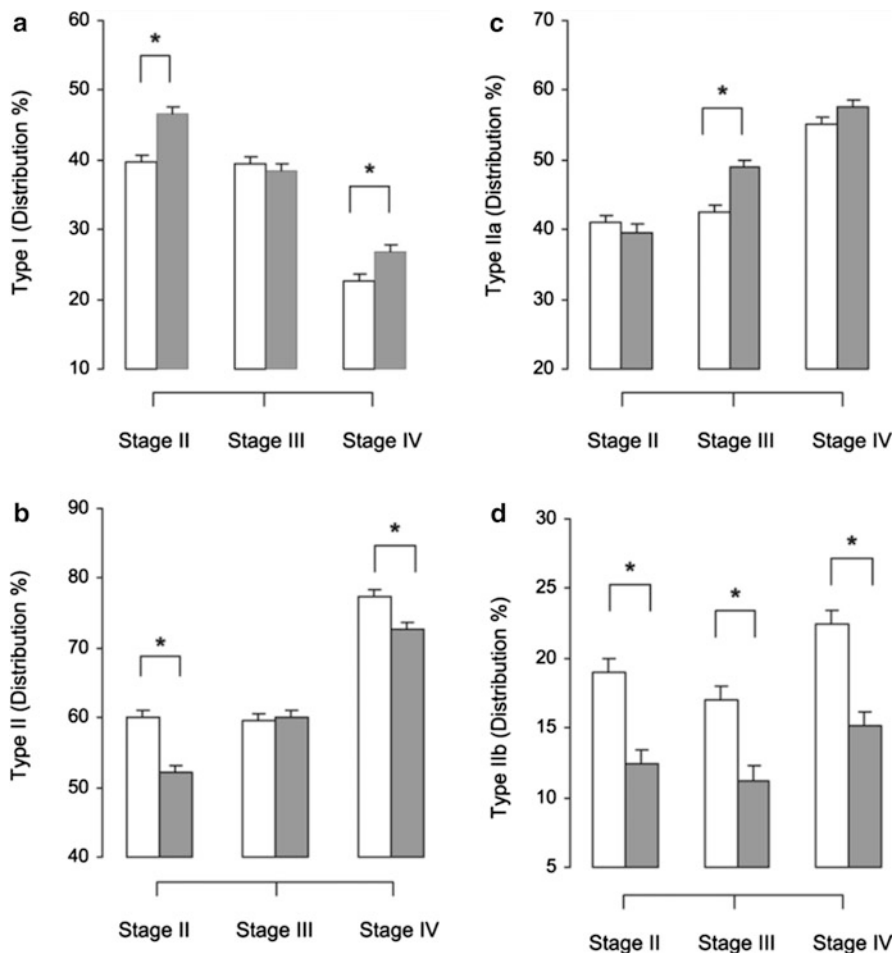 a
Type I (Distribution %)
60
50
40
30
20
10
*
*
Stage II Stage III Stage IV
c
Type IIa (Distribution %)
70
60
50
40
30
20
*
Stage II Stage III Stage IV
b
Type II (Distribution %)
90
80
70
60
50
40
*
*
Stage II Stage III Stage IV
d
Type IIb (Distribution %)
30
25
20
15
10
5
*
*
*
Stage II Stage III Stage IV